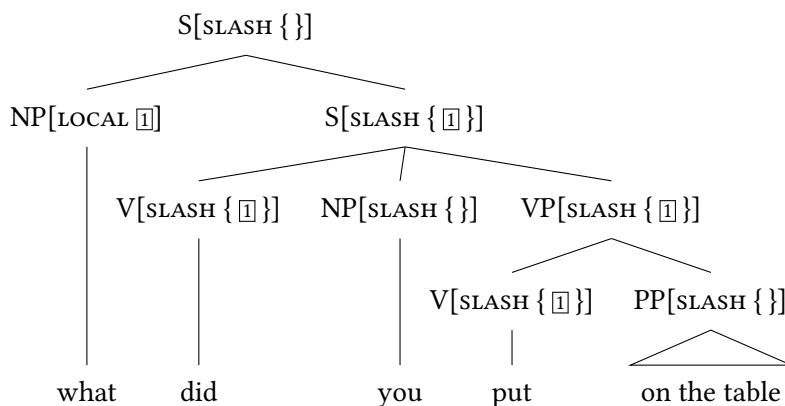 S[SLASH { }]
NP[LOCAL 1] S[SLASH { 1 }]
V[SLASH { 1 }] NP[SLASH { }] VP[SLASH { 1 }]
V[SLASH { 1 }] PP[SLASH { }]
what did you put on the table